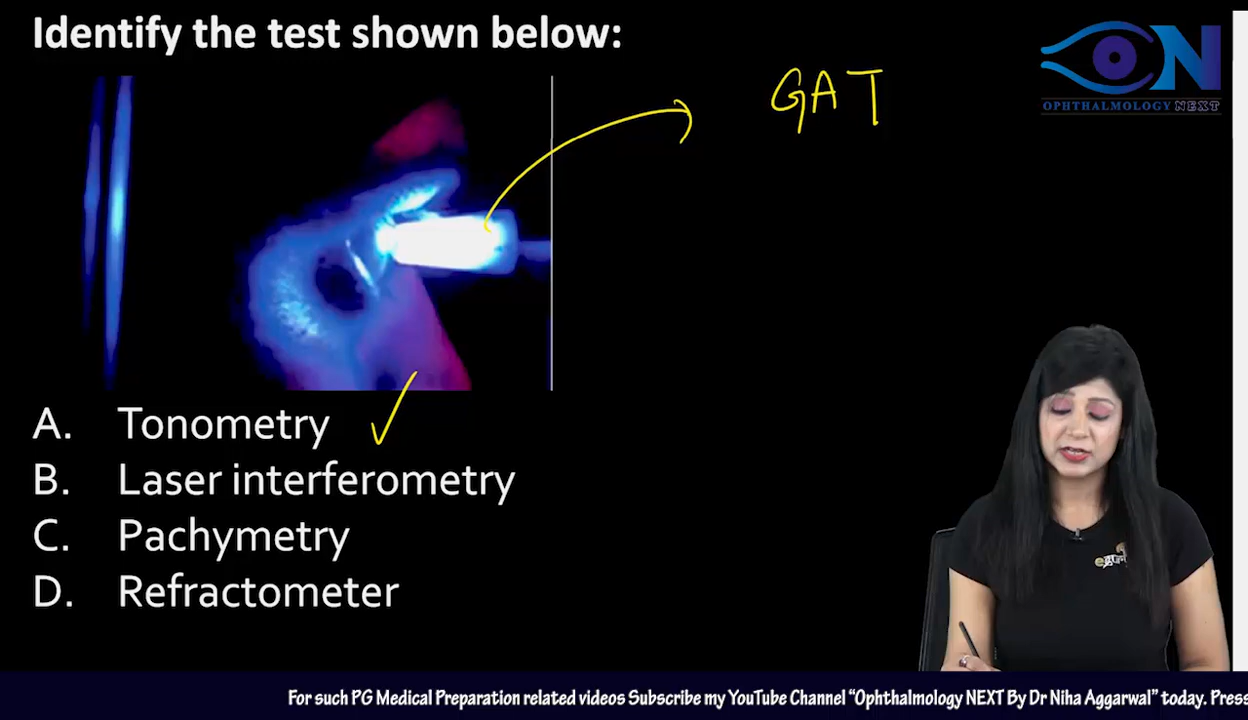 Identify the test shown below:
GAT
ON
OPHTHALMOLOGY NEXT
A. Tonometry
B. Laser interferometry
C. Pachymetry
D. Refractometer
For such PG Medical Preparation related videos Subscribe my YouTube Channel “Ophthalmology NEXT By Dr Niha Aggarwal” today. Press